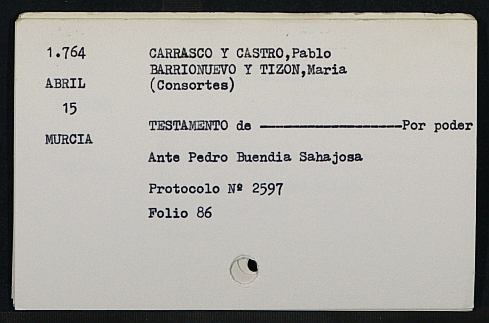 1.764
ABRIL
15
MURCIA
CARRASCO Y CASTRO,Pablo
BARRIONUEVO Y TIZON,Maria
(Consortes)
TESTAMENTO de ------------------Por poder
Ante Pedro Buendia Sahajosa
Protocolo Nº 2597
Folio 86